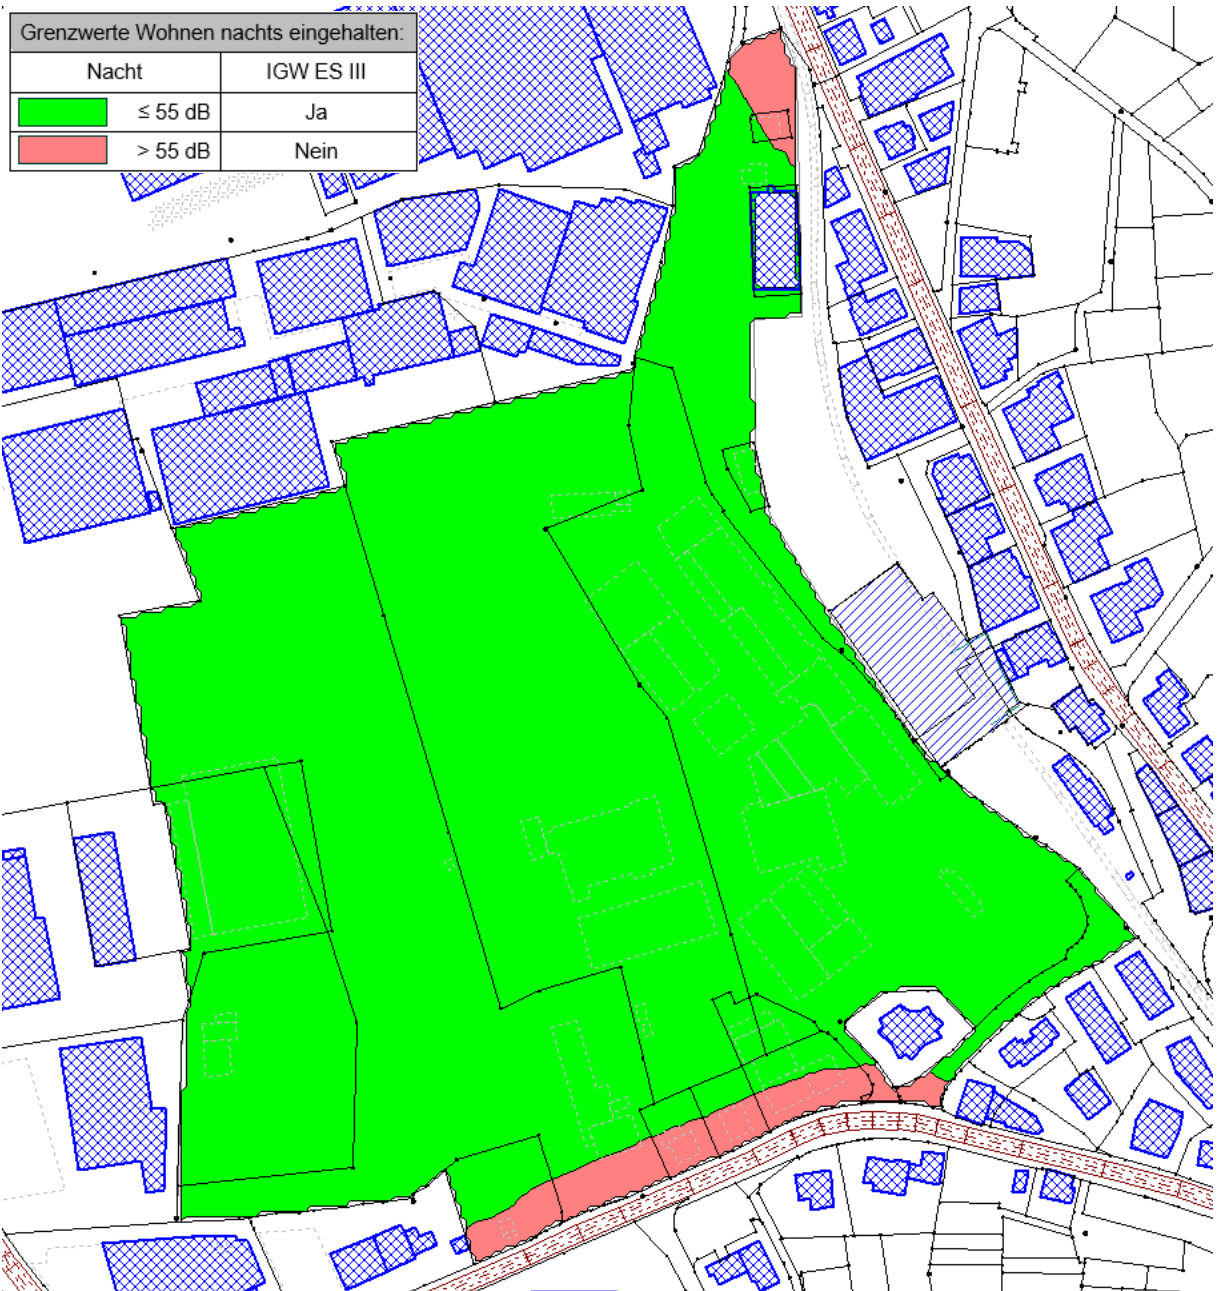 Grenzwerte Wohnen nachts eingehalten:
Nacht IGW ES III
≤ 55 dB Ja
> 55 dB Nein